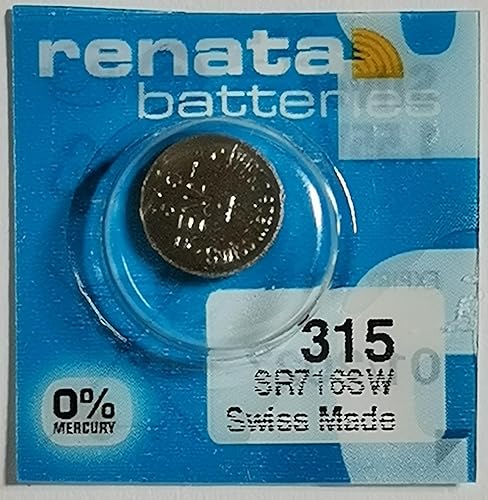 renata
batteries
315
SR716SW
Swiss Made
0%
MERCURY